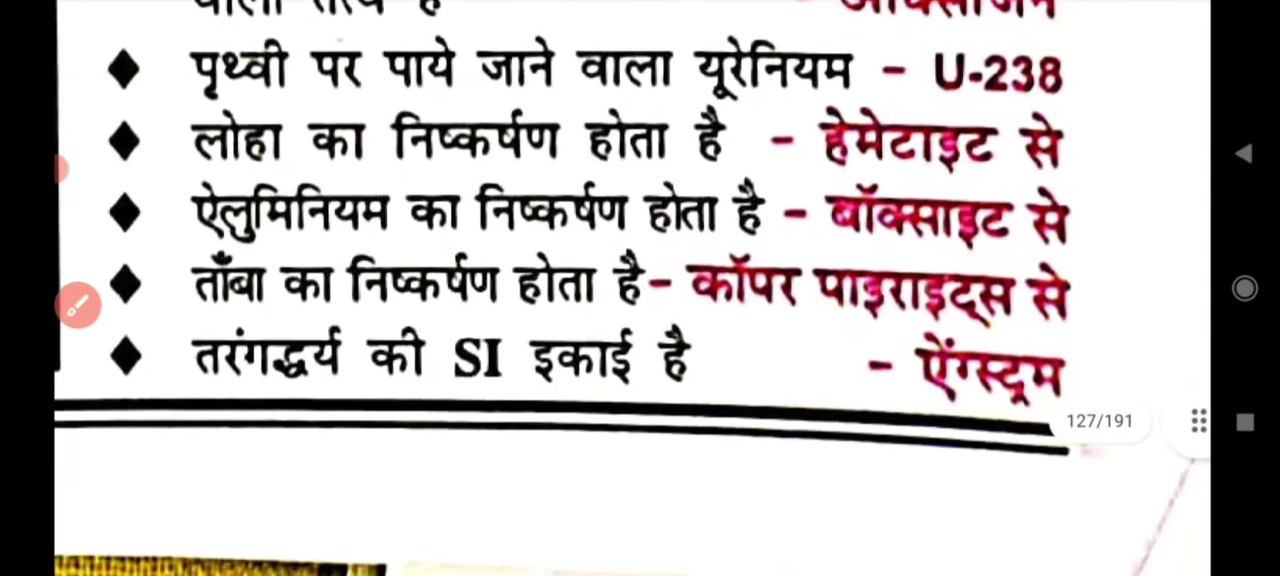 पृथ्वी पर पाये जाने वाला यूरेनियम - U-238
लोहा का निष्कर्षण होता है - हेमेटाइट से
ऐलुमिनियम का निष्कर्षण होता है - बॉक्साइट से
ताँबा का निष्कर्षण होता है- कॉपर पाइराइट्स से
तरंगद्धर्य की SI इकाई है - ऐंग्स्ट्रम
127/191